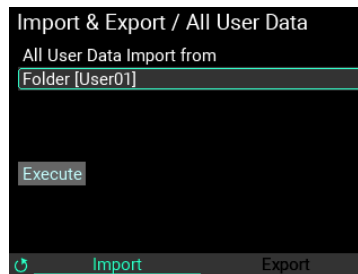 Import & Export / All User Data
All User Data Import from
Folder [User01]
Execute
Import Export